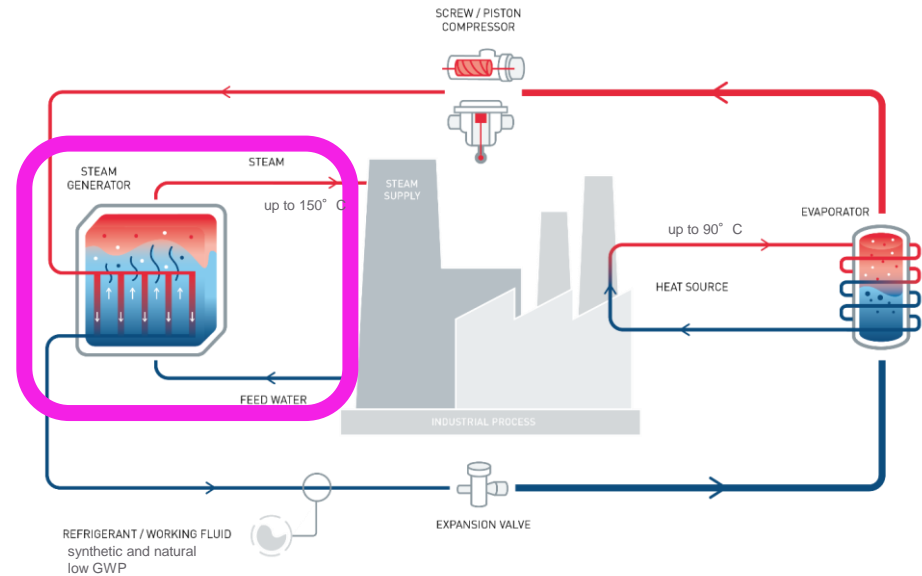 SCREW / PISTON
COMPRESSOR
STEAM
GENERATOR
STEAM
up to 150° C
STEAM
SUPPLY
EVAPORATOR
up to 90° C
HEAT SOURCE
FEED WATER
INDUSTRIAL PROCESS
EXPANSION VALVE
REFRIGERANT / WORKING FLUID
synthetic and natural
low GWP